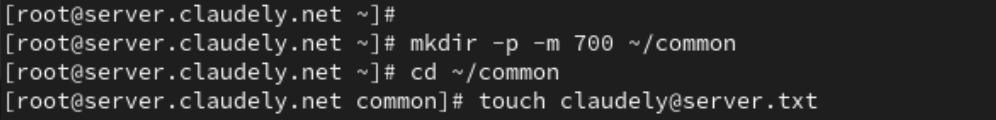 [root@server.claudely.net ~]#
[root@server.claudely.net ~]# mkdir -p -m 700 ~/common
[root@server.claudely.net ~]# cd ~/common
[root@server.claudely.net common]# touch claudely@server.txt